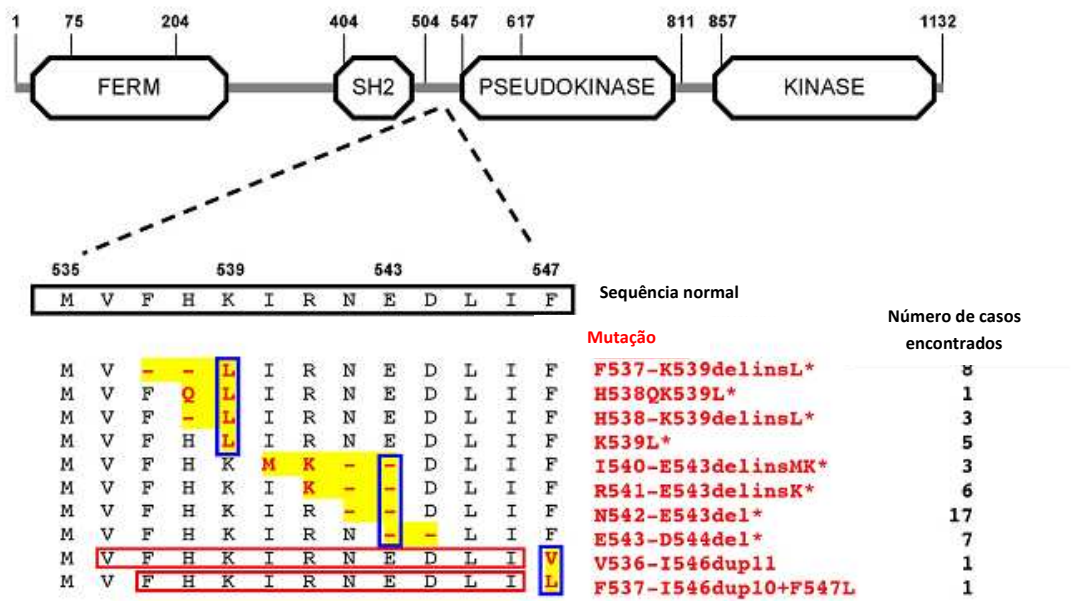 1 75 204 404 504 547 617 811 857 1132
FERM SH2 PSEUDOKINASE KINASE
535 539 543 547
M V F H K I R N E D L I F Sequência normal
Número de casos
encontrados
Mutação
M V - - L I R N E D L I F F537-K539delinsL* 8
M V F Q L I R N E D L I F H538QK539L* 1
M V F - L I R N E D L I F H538-K539delinsL* 3
M V F H L I R N E D L I F K539L* 5
M V F H K M K - - D L I F I540-E543delinsMK* 3
M V F H K I K - - D L I F R541-E543delinsK* 6
M V F H K I R - - D L I F N542-E543del* 17
M V F H K I R N - - L I F E543-D544del* 7
M V F H K I R N E D L I V V536-I546dup11 1
M V F H K I R N E D L I L F537-I546dup10+F547L 1